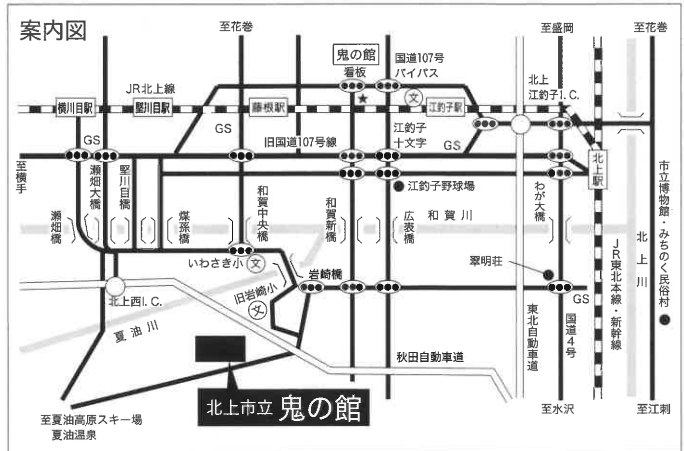 案内図
至花巻
鬼の館
看板
国道107号
バイパス
至盛岡
至花巻
北上
江釣子I.C.
JR北上線
横川目駅
堅川目駅
藤根駅
文
江釣子駅
GS
GS
旧国道107号線
江釣子
十文字
GS
北上駅
至横手
瀬畑大橋
堅川目橋
江釣子野球場
瀬畑橋
煤孫橋
和賀中央橋
和賀新橋
広表橋
和賀川
わが大橋
市立博物館・みちのく民俗村
北上川
JR東北本線・新幹線
いわさき小
文
翠明荘
岩崎橋
旧岩崎小
文
北上西I.C.
GS
夏油川
東北自動車道
国道4号
秋田自動車道
北上市立 鬼の館
至夏油高原スキー場
夏油温泉
至水沢
至江刺